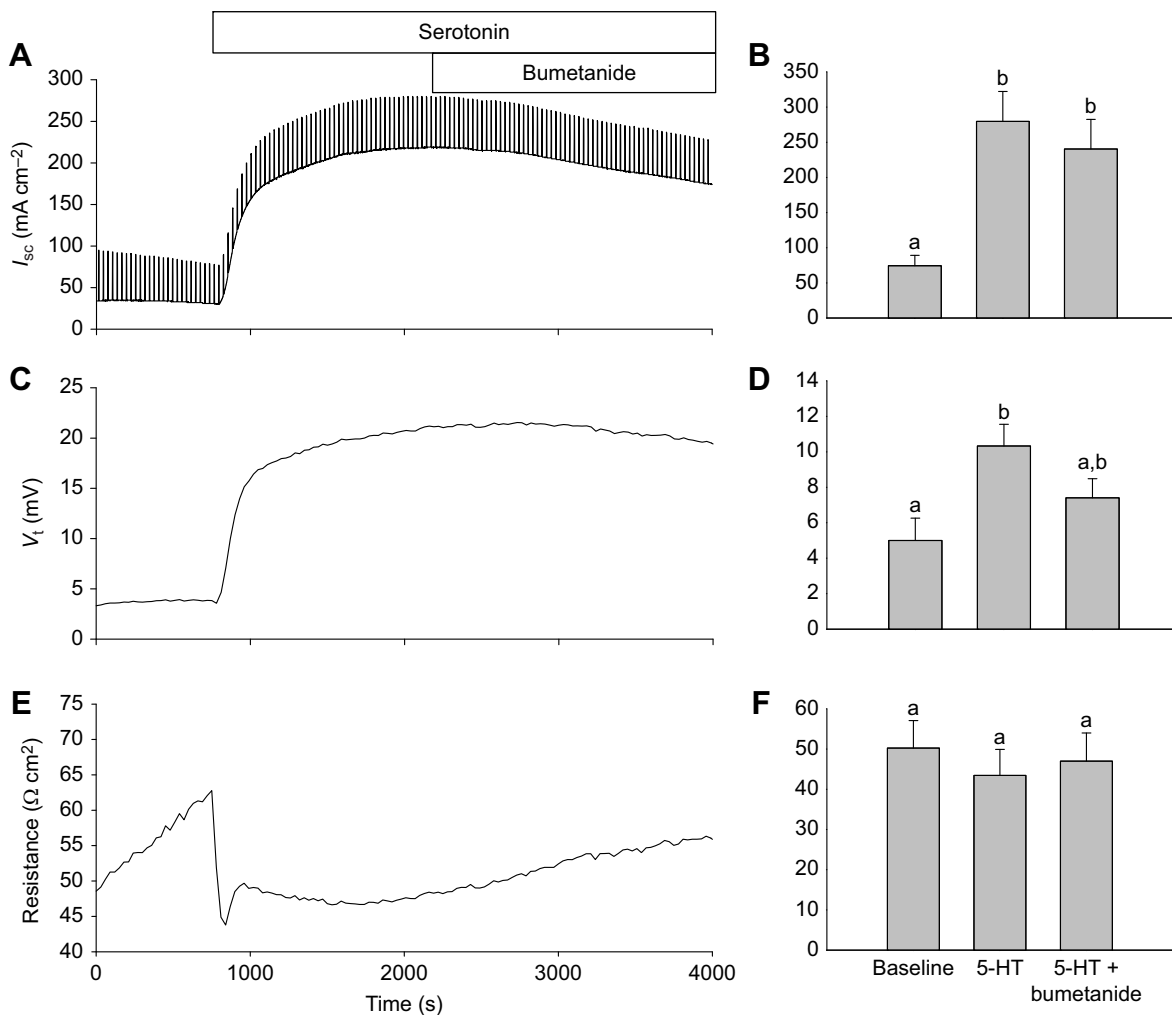 Serotonin
Bumetanide
A
300
250
200
150
100
50
0
Isc (mA cm–2)
B
350
300
250
200
150
100
50
0
a
b
b
C
25
20
15
10
5
0
Vt (mV)
D
14
12
10
8
6
4
2
0
a
b
a,b
E
75
70
65
60
55
50
45
40
Resistance (Ω cm2)
0
1000
2000
3000
4000
Time (s)
F
60
50
40
30
20
10
0
a
a
a
Baseline
5-HT
5-HT +
bumetanide